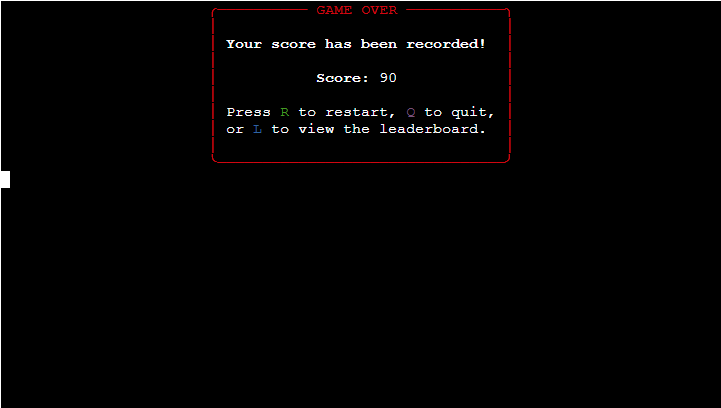 GAME OVER
Your score has been recorded!
Score: 90
Press R to restart, Q to quit,
or L to view the leaderboard.